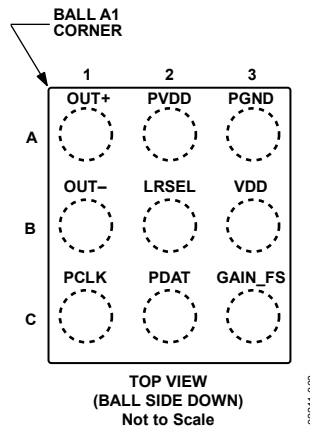 BALL A1
CORNER
1 2 3
OUT+ PVDD PGND
A
OUT– LRSEL VDD
B
PCLK PDAT GAIN_FS
C
TOP VIEW
(BALL SIDE DOWN)
Not to Scale